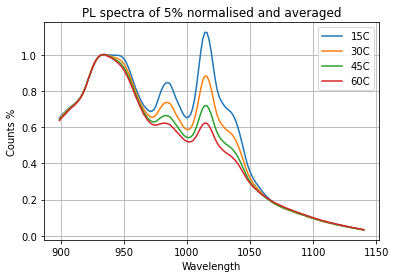 PL spectra of 5% normalised and averaged
15C
30C
45C
60C
Counts %
1.0
0.8
0.6
0.4
0.2
0.0
900
950
1000
1050
1100
1150
Wavelength